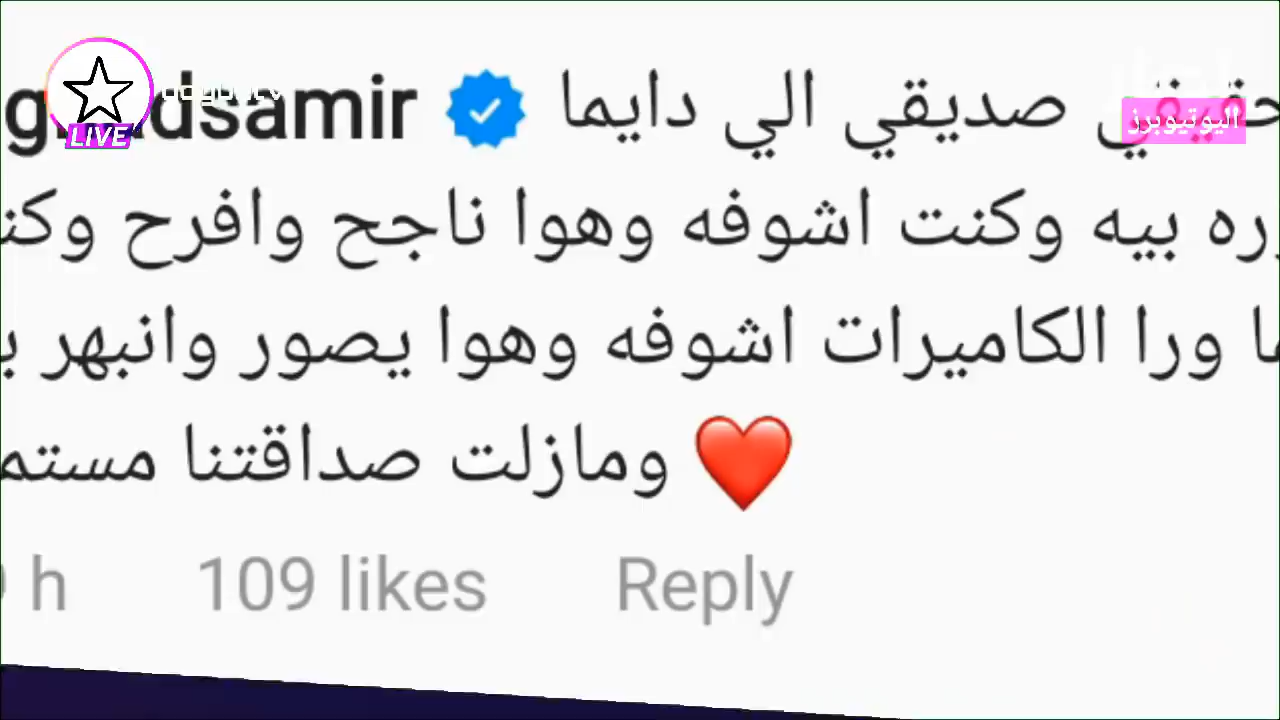 LIVE
اليوتيوبرز
صديقي الي دايما
بيه وكنت اشوفه وهوا ناجح وافرح
ورا الكاميرات اشوفه وهوا يصور وانبهر
❤️ ومازلت صداقتنا
h 109 likes Reply